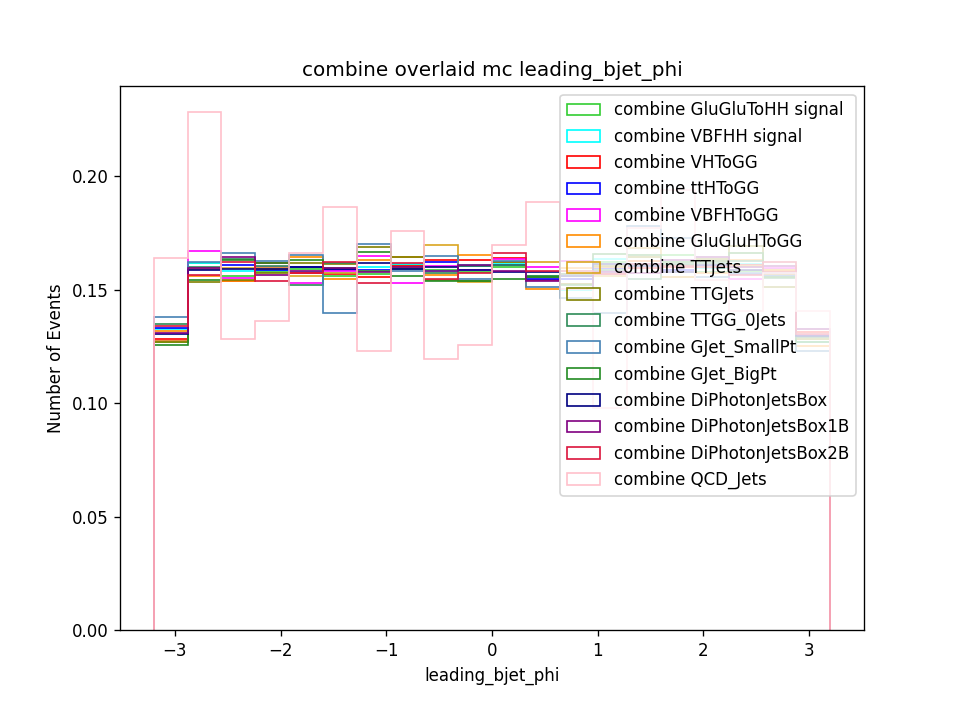 combine overlaid mc leading_bjet_phi
combine GluGluToHH signal
combine VBFHH signal
combine VHToGG
combine ttHToGG
combine VBFHToGG
combine GluGluHToGG
combine TTJets
combine TTGJets
combine TTGG_0Jets
combine GJet_SmallPt
combine GJet_BigPt
combine DiPhotonJetsBox
combine DiPhotonJetsBox1B
combine DiPhotonJetsBox2B
combine QCD_Jets
Number of Events
0.20
0.15
0.10
0.05
0.00
−3 −2 −1 0 1 2 3
leading_bjet_phi